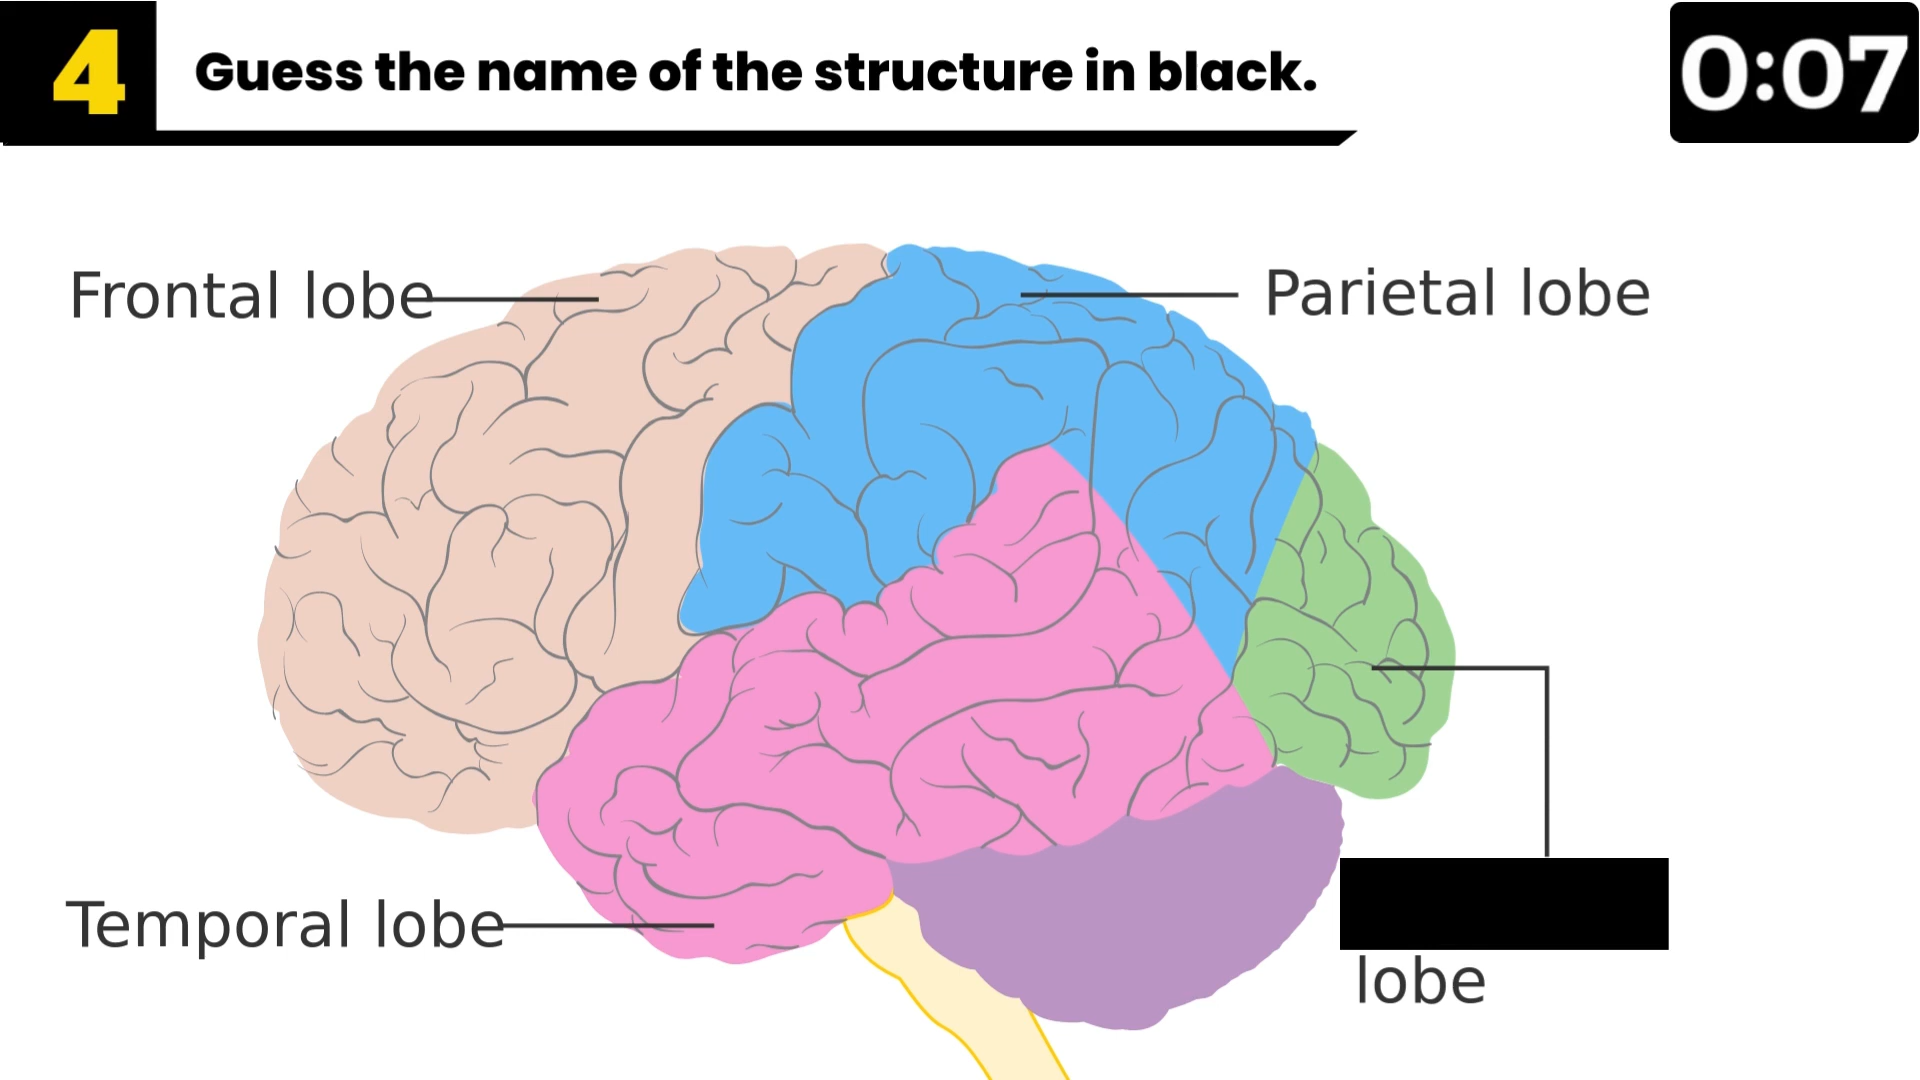 4
Guess the name of the structure in black.
0:07
Frontal lobe
Parietal lobe
Temporal lobe
lobe